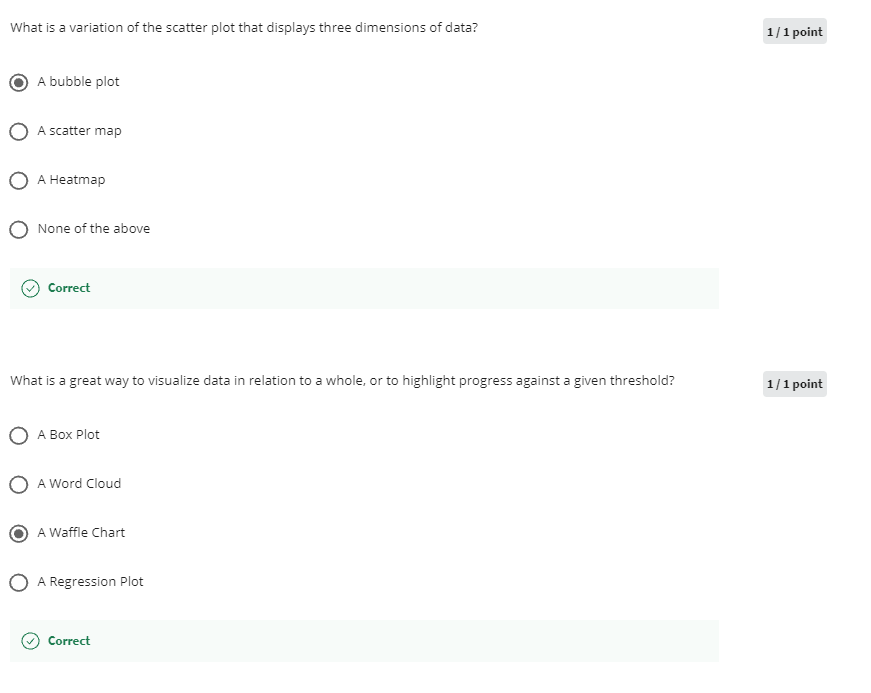 What is a variation of the scatter plot that displays three dimensions of data?
1 / 1 point
A bubble plot
A scatter map
A Heatmap
None of the above
Correct
What is a great way to visualize data in relation to a whole, or to highlight progress against a given threshold?
1 / 1 point
A Box Plot
A Word Cloud
A Waffle Chart
A Regression Plot
Correct